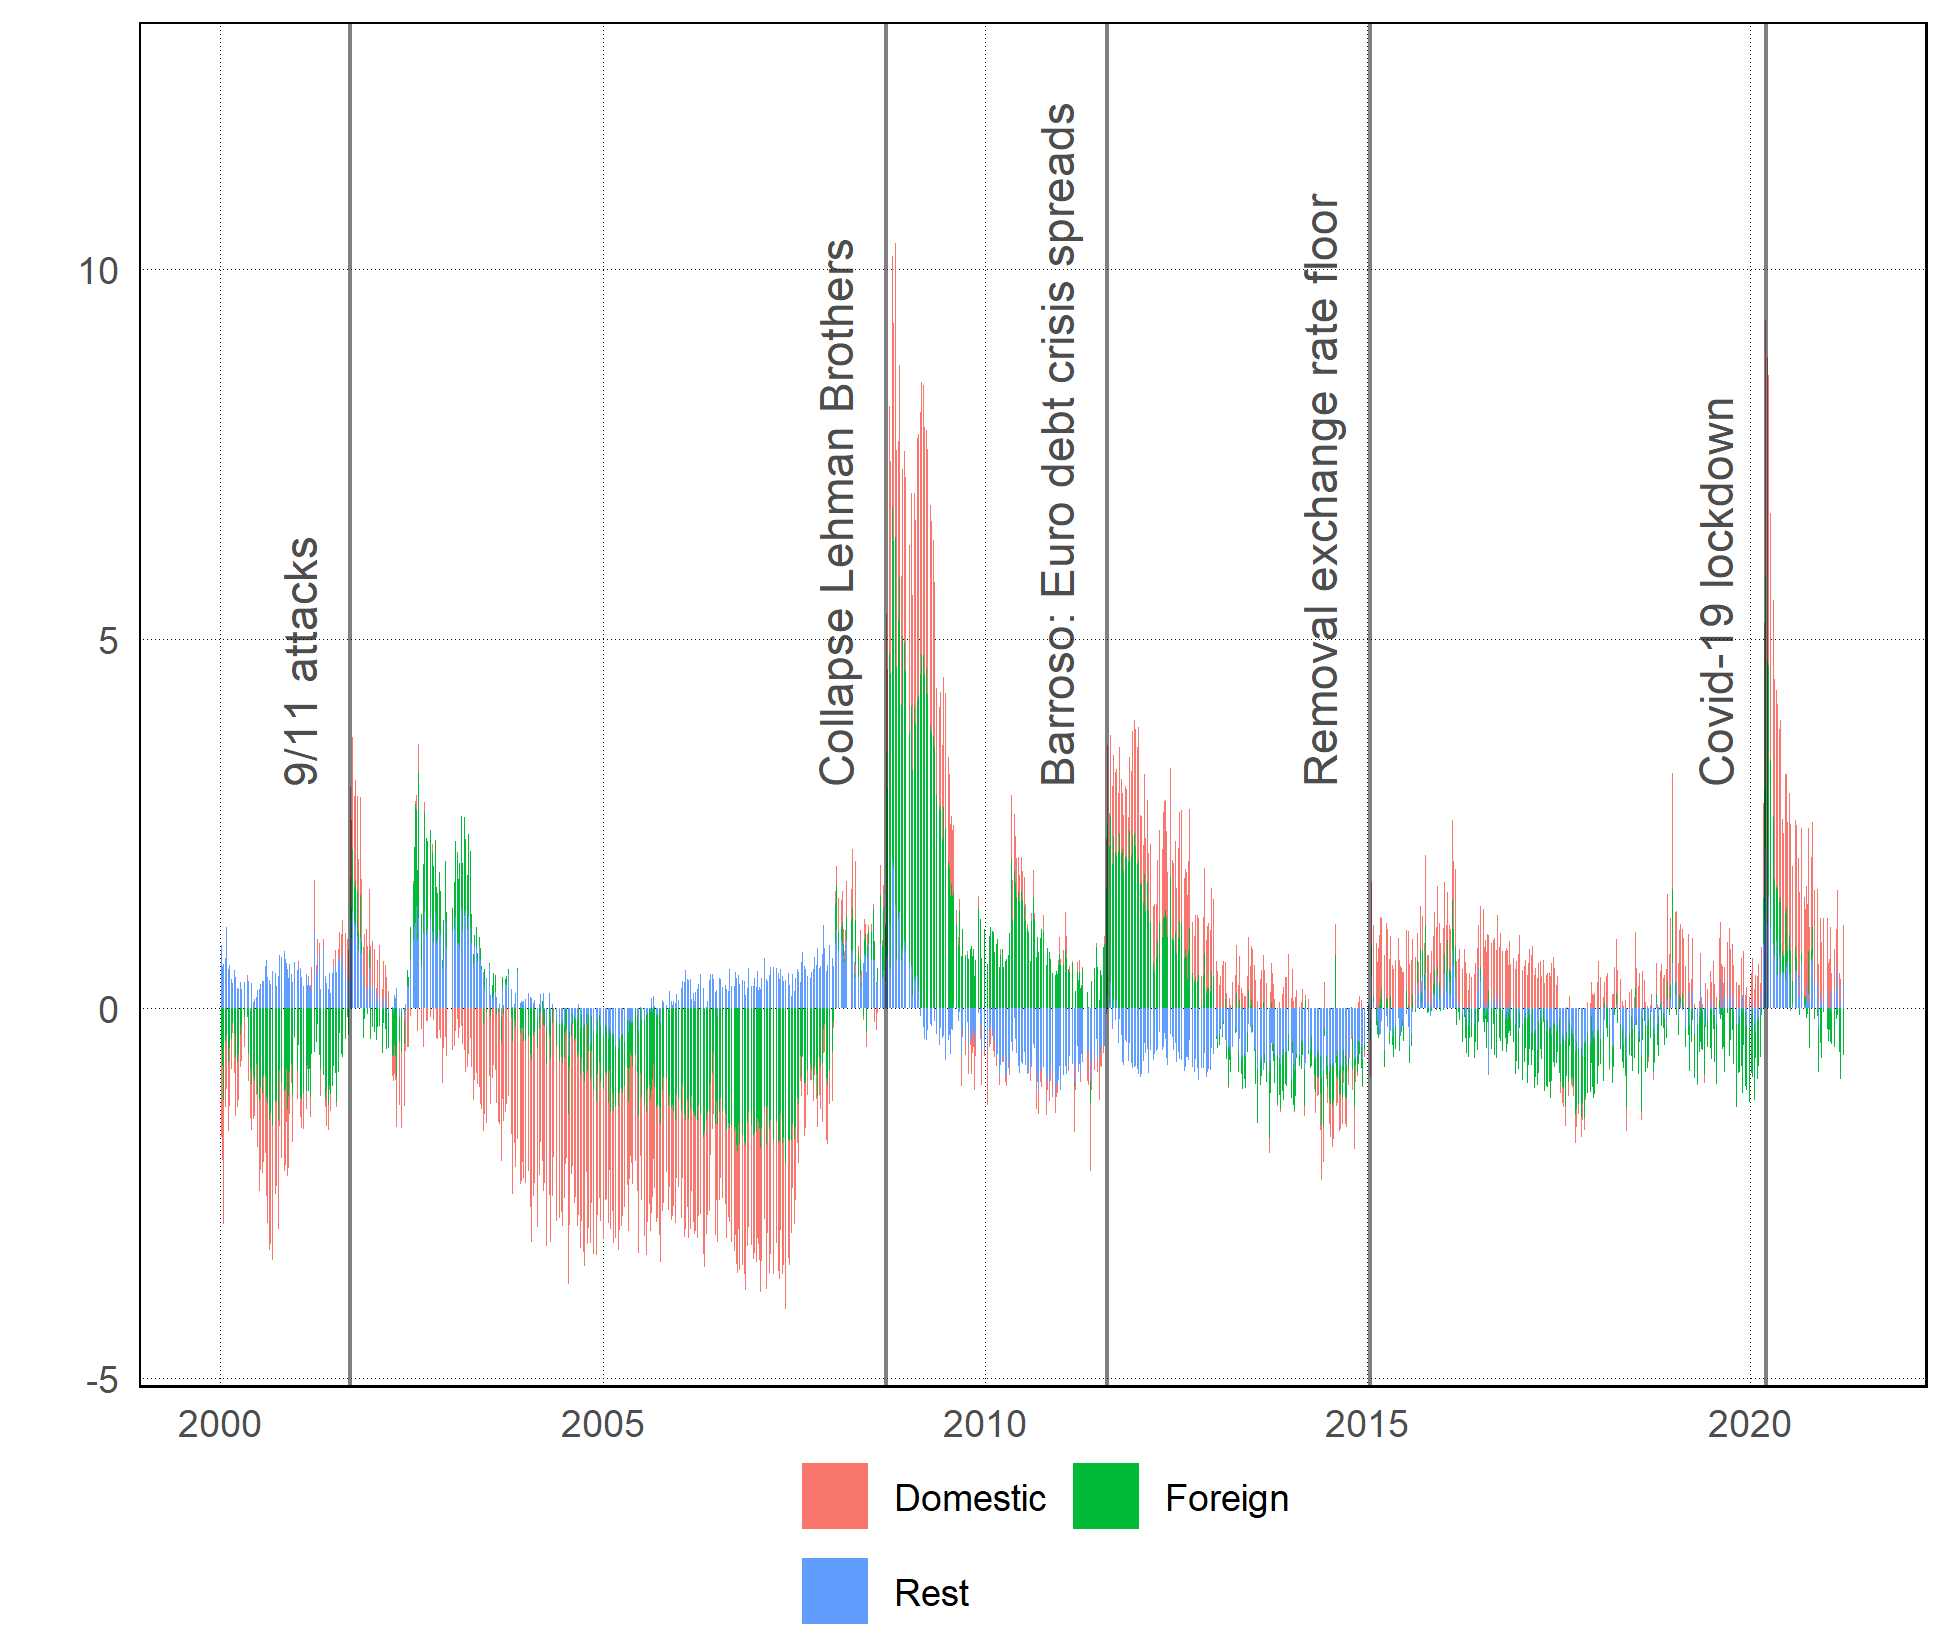 10
5
0
-5
9/11 attacks
Collapse Lehman Brothers
Barroso: Euro debt crisis spreads
Removal exchange rate floor
Covid-19 lockdown
2000
2005
2010
2015
2020
Domestic
Foreign
Rest